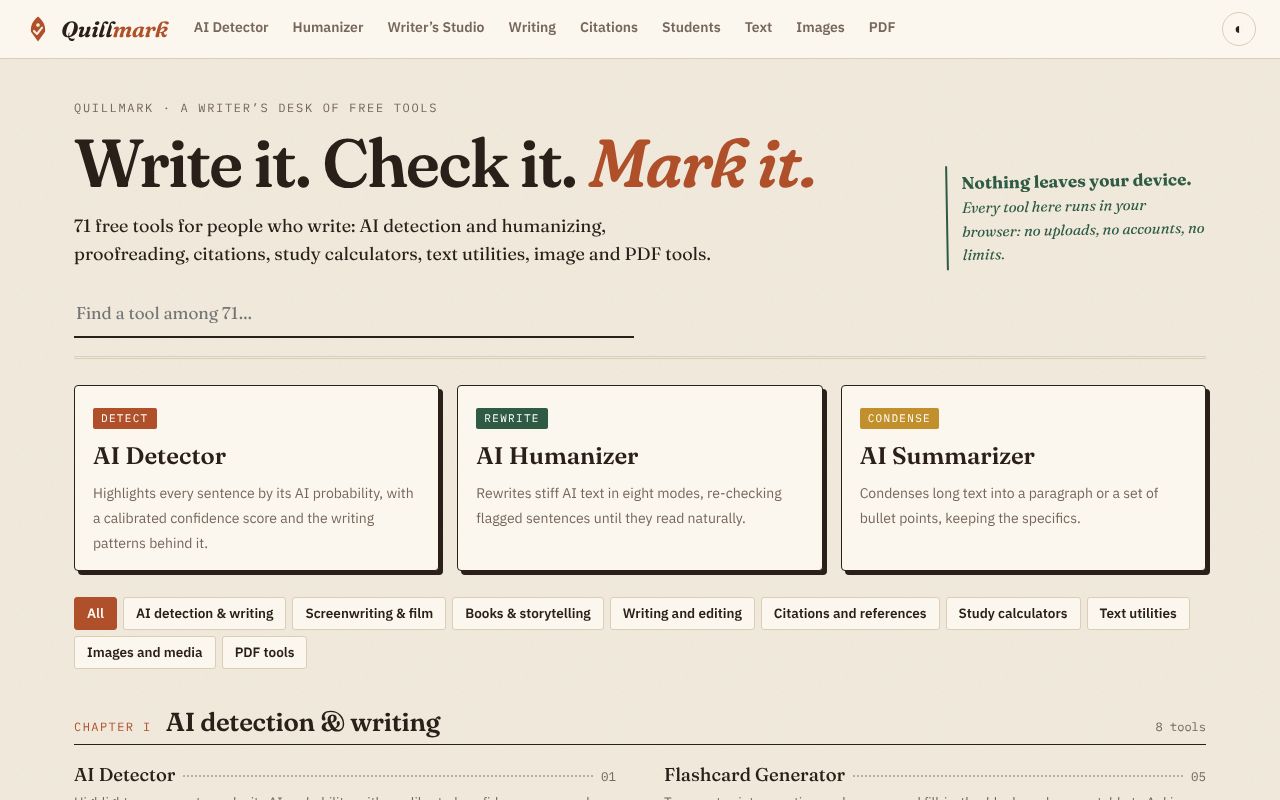 Quillmark
AI Detector
Humanizer
Writer’s Studio
Writing
Citations
Students
Text
Images
PDF
QUILLMARK · A WRITER’S DESK OF FREE TOOLS
Write it. Check it. Mark it.
71 free tools for people who write: AI detection and humanizing,
proofreading, citations, study calculators, text utilities, image and PDF tools.
Nothing leaves your device.
Every tool here runs in your
browser: no uploads, no accounts, no
limits.
Find a tool among 71…
DETECT
AI Detector
Highlights every sentence by its AI probability, with
a calibrated confidence score and the writing
patterns behind it.
REWRITE
AI Humanizer
Rewrites stiff AI text in eight modes, re-checking
flagged sentences until they read naturally.
CONDENSE
AI Summarizer
Condenses long text into a paragraph or a set of
bullet points, keeping the specifics.
All
AI detection & writing
Screenwriting & film
Books & storytelling
Writing and editing
Citations and references
Study calculators
Text utilities
Images and media
PDF tools
CHAPTER I AI detection & writing
8 tools
AI Detector 01
Flashcard Generator 05